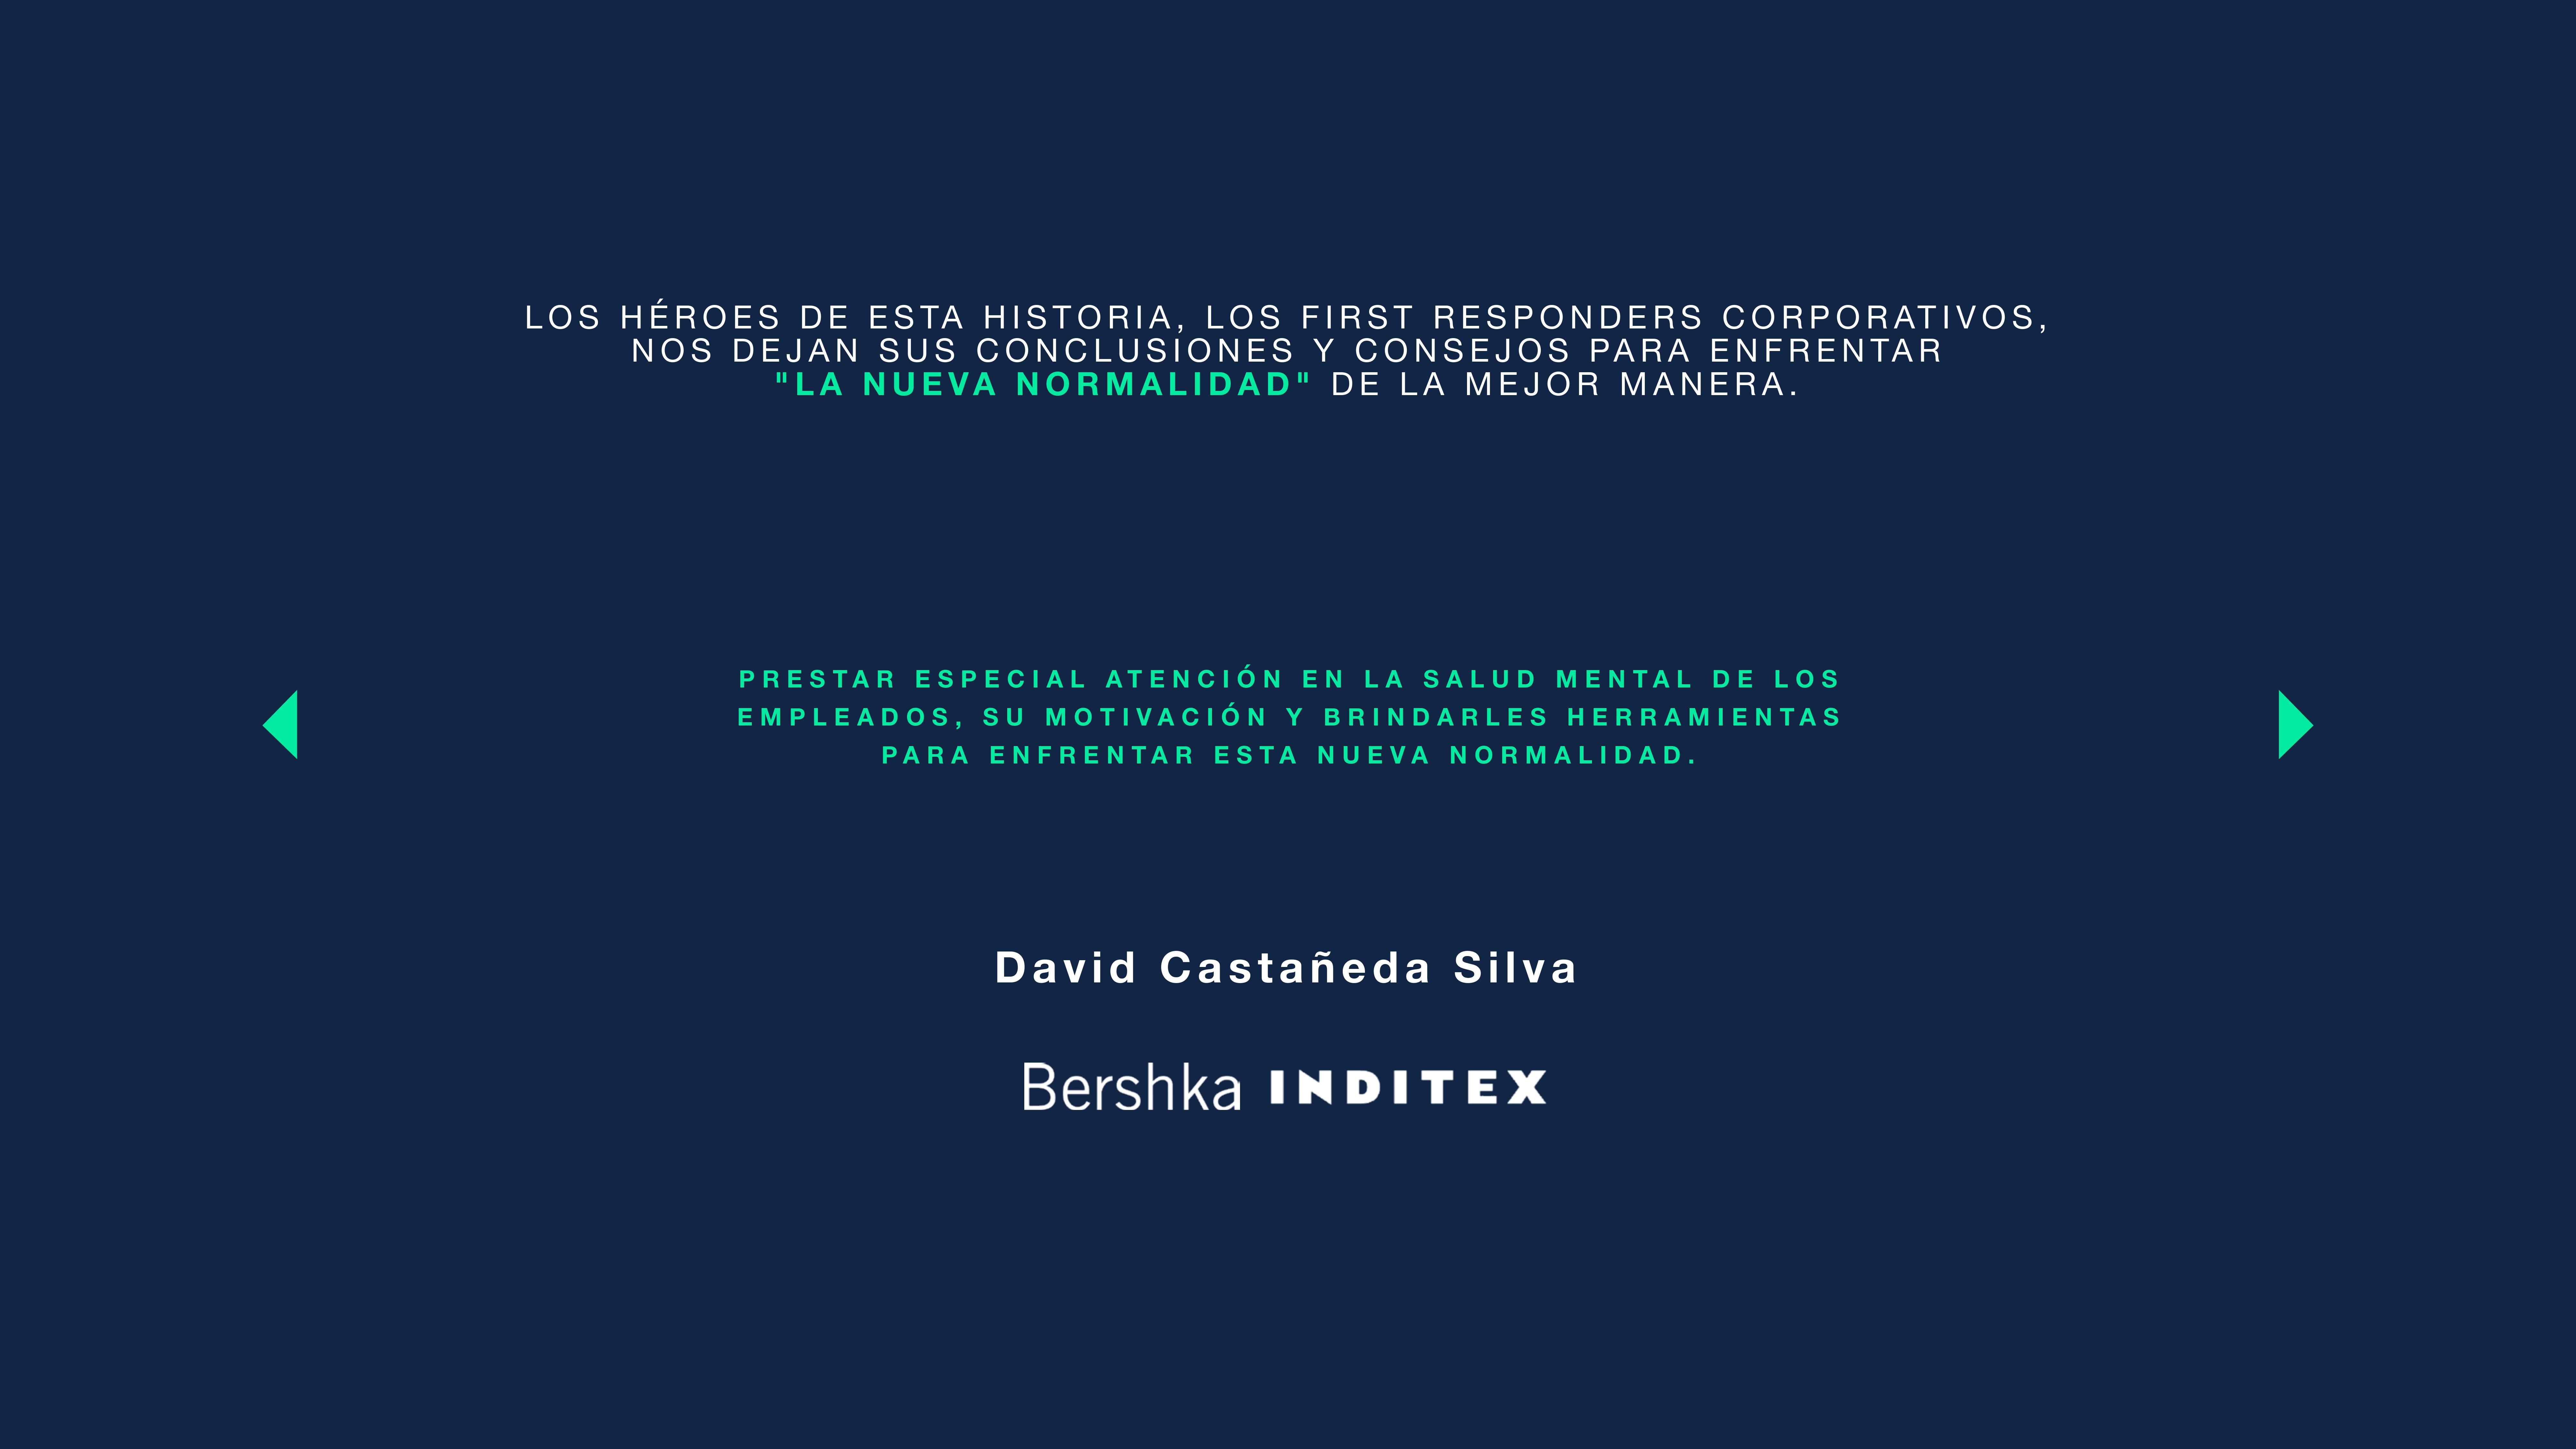 LOS HÉROES DE ESTA HISTORIA, LOS FIRST RESPONDERS CORPORATIVOS,
NOS DEJAN SUS CONCLUSIONES Y CONSEJOS PARA ENFRENTAR
"LA NUEVA NORMALIDAD" DE LA MEJOR MANERA.
PRESTAR ESPECIAL ATENCIÓN EN LA SALUD MENTAL DE LOS
EMPLEADOS, SU MOTIVACIÓN Y BRINDARLES HERRAMIENTAS
PARA ENFRENTAR ESTA NUEVA NORMALIDAD.
David Castañeda Silva
Bershka INDITEX